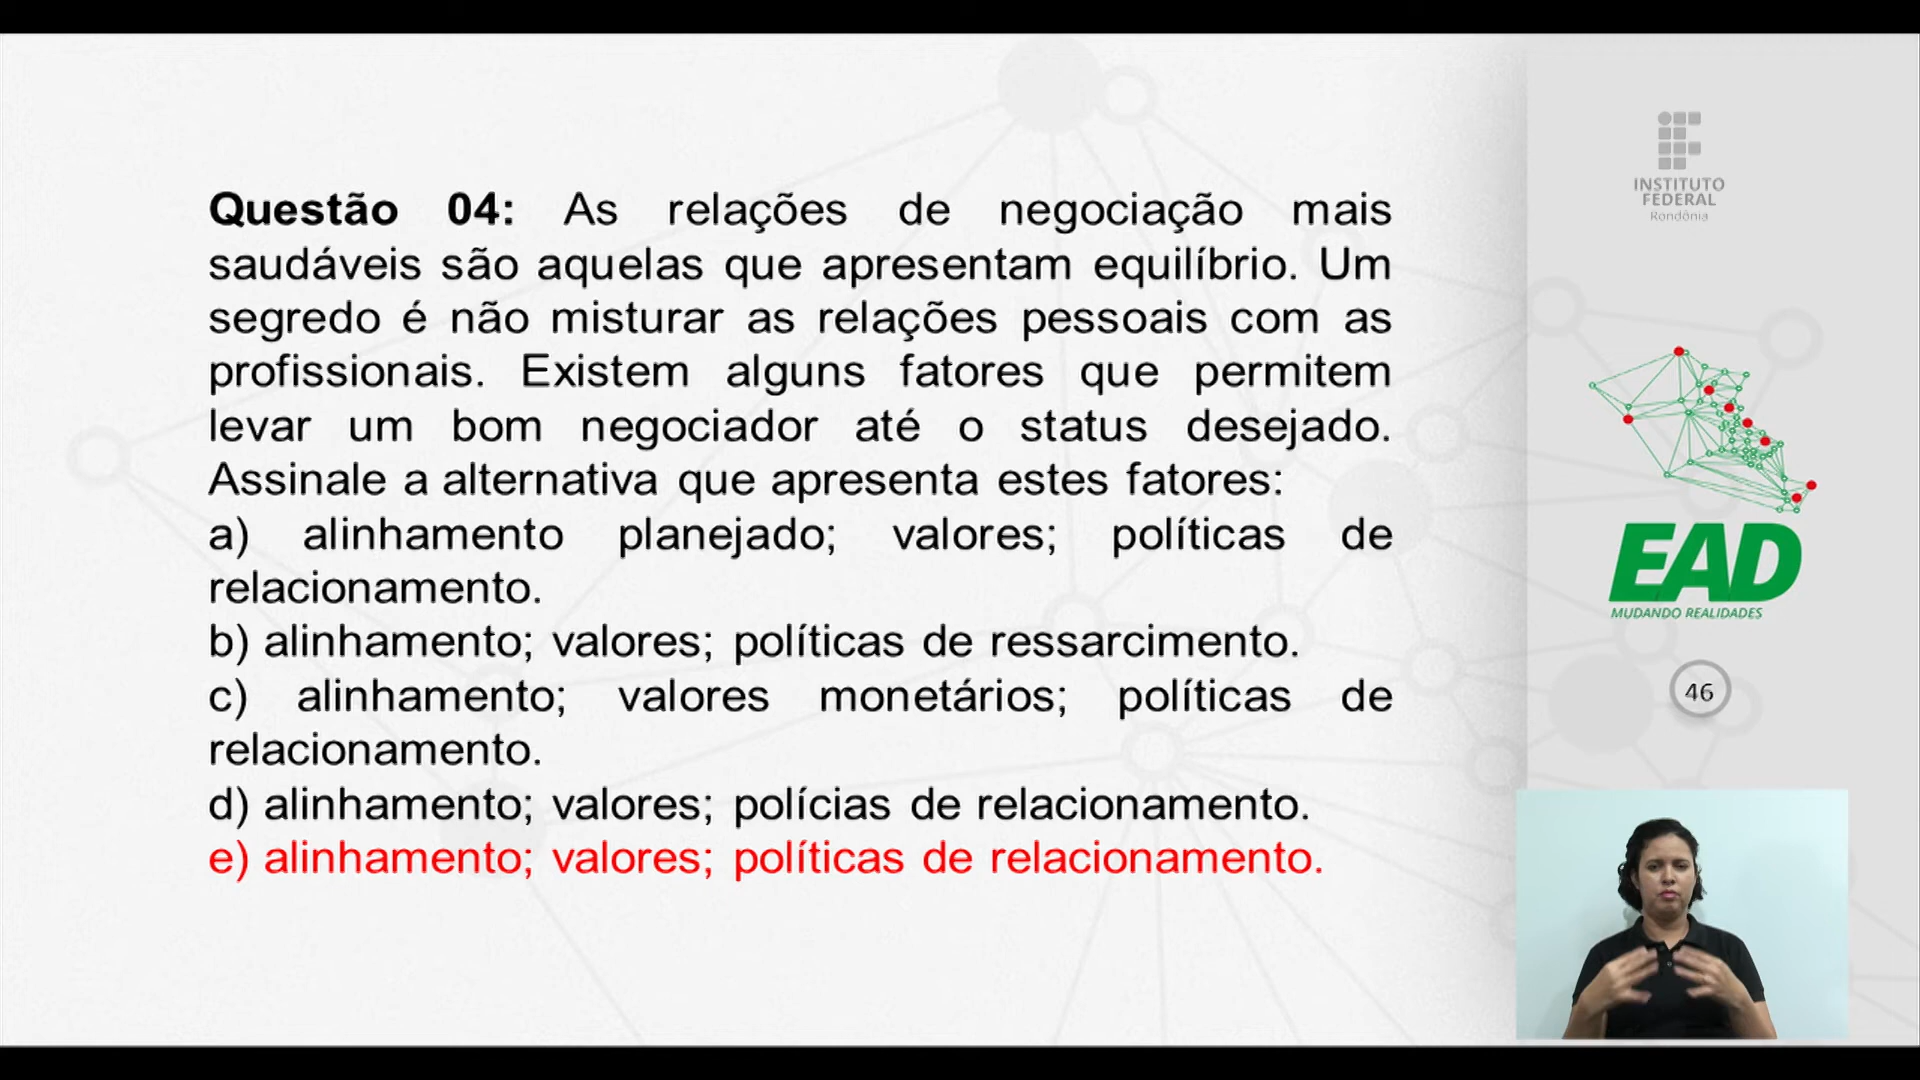 Questão 04: As relações de negociação mais
saudáveis são aquelas que apresentam equilíbrio. Um
segredo é não misturar as relações pessoais com as
profissionais. Existem alguns fatores que permitem
levar um bom negociador até o status desejado.
Assinale a alternativa que apresenta estes fatores:
a) alinhamento planejado; valores; políticas de
relacionamento.
b) alinhamento; valores; políticas de ressarcimento.
c) alinhamento; valores monetários; políticas de
relacionamento.
d) alinhamento; valores; polícias de relacionamento.
e) alinhamento; valores; políticas de relacionamento.
INSTITUTO
FEDERAL
Rondônia
EAD
MUDANDO REALIDADES
46